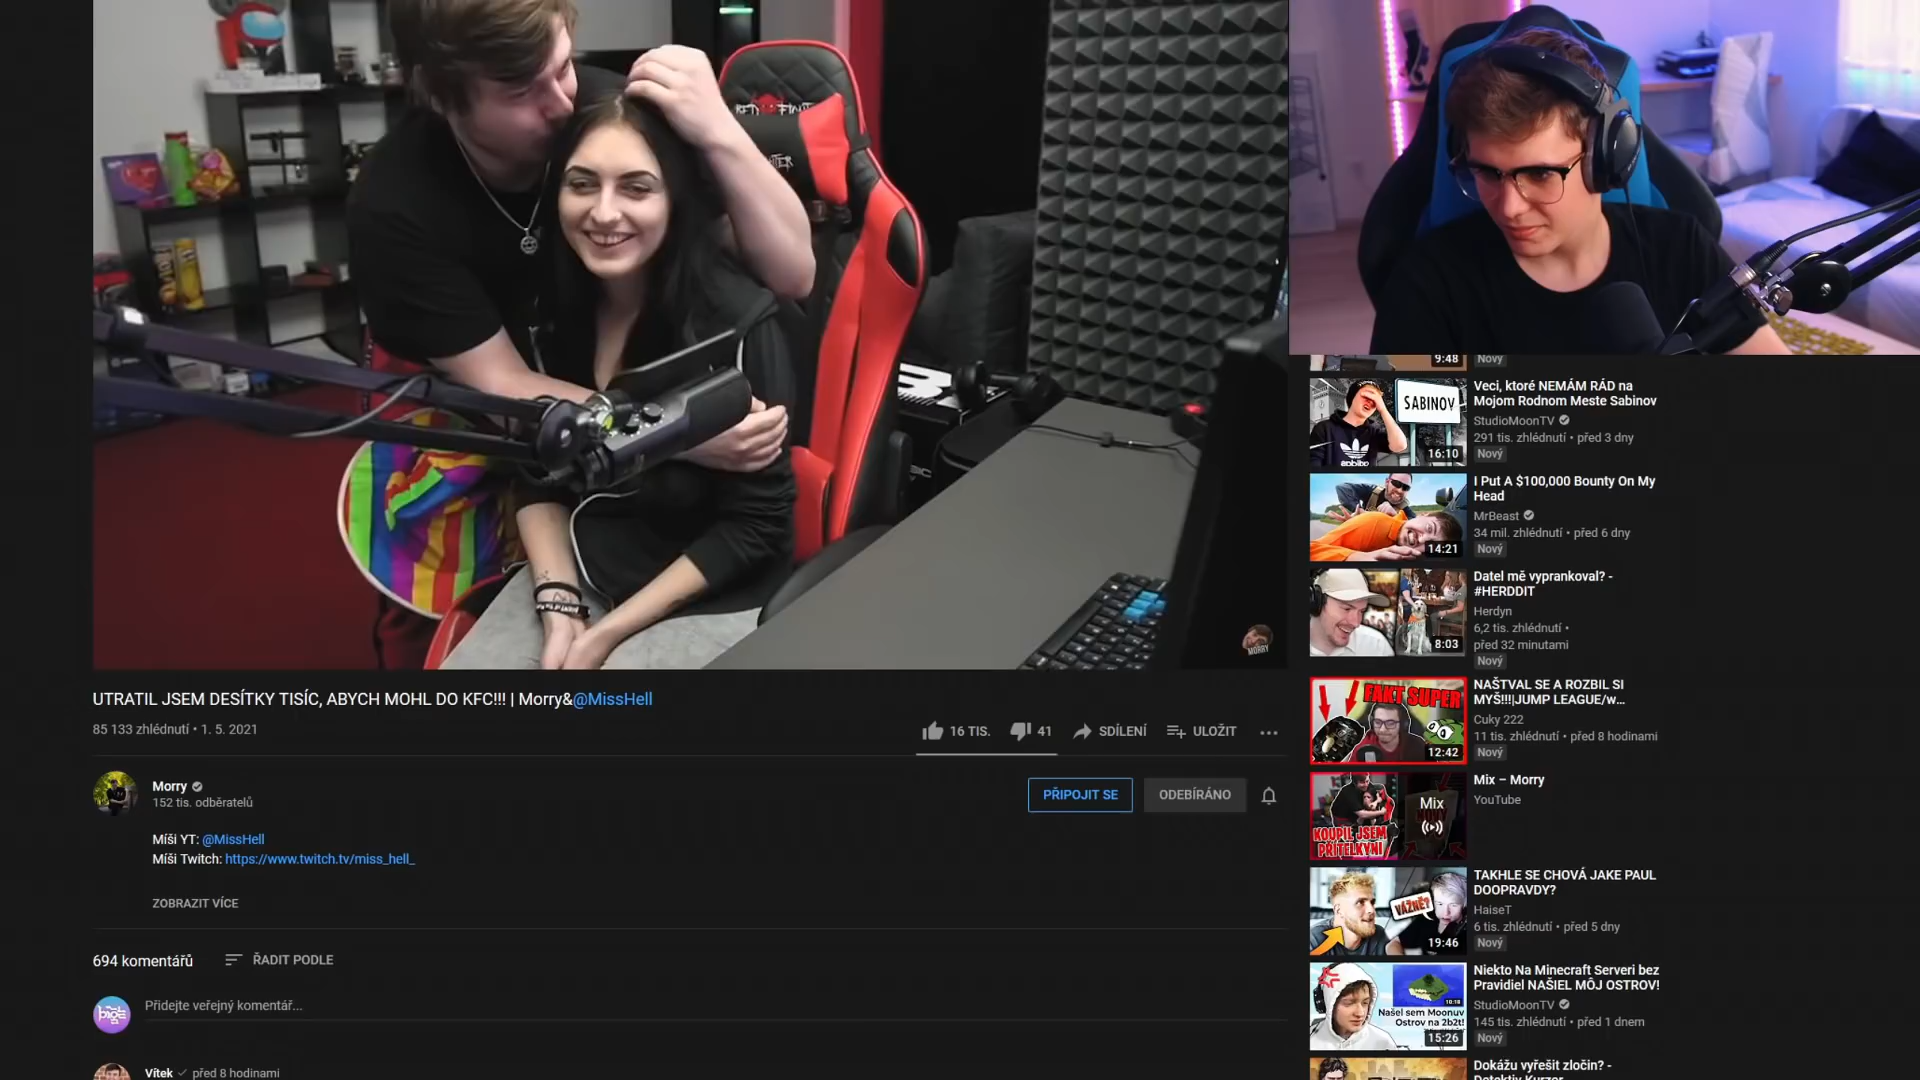 MORRY
UTRATIL JSEM DESÍTKY TISÍC, ABYCH MOHL DO KFC!!! | Morry&@MissHell
85 133 zhlédnutí • 1. 5. 2021
16 TIS.
41
SDÍLENÍ
ULOŽIT
Morry
152 tis. odběratelů
PŘIPOJIT SE
ODEBÍRÁNO
Míši YT: @MissHell
Míši Twitch: https://www.twitch.tv/miss_hell_
ZOBRAZIT VÍCE
694 komentářů
ŘADIT PODLE
Přidejte veřejný komentář...
Vítek
před 8 hodinami
9:48
Nový
SABINOV
16:10
Veci, ktoré NEMÁM RÁD na
Mojom Rodnom Meste Sabinov
StudioMoonTV
291 tis. zhlédnutí • před 3 dny
Nový
14:21
I Put A $100,000 Bounty On My
Head
MrBeast
34 mil. zhlédnutí • před 6 dny
Nový
8:03
Datel mě vyprankoval? -
#HERDDIT
Herdyn
6,2 tis. zhlédnutí •
před 32 minutami
Nový
FAKT SUPER
12:42
NAŠTVAL SE A ROZBIL SI
MYŠ!!!|JUMP LEAGUE/w...
Cuky 222
11 tis. zhlédnutí • před 8 hodinami
Nový
KOUPIL JSEM
PŘÍTELKYNI
Mix
Mix – Morry
YouTube
VÁŽNĚ?
19:46
TAKHLE SE CHOVÁ JAKE PAUL
DOOPRAVDY?
HaiseT
6 tis. zhlédnutí • před 5 dny
Nový
10:18
Našel sem Moonuv
Ostrov na 2b2t!
15:26
Niekto Na Minecraft Serveri bez
Pravidiel NAŠIEL MÔJ OSTROV!
StudioMoonTV
145 tis. zhlédnutí • před 1 dnem
Nový
Dokážu vyřešit zločin? -
Detektiv Kurzer